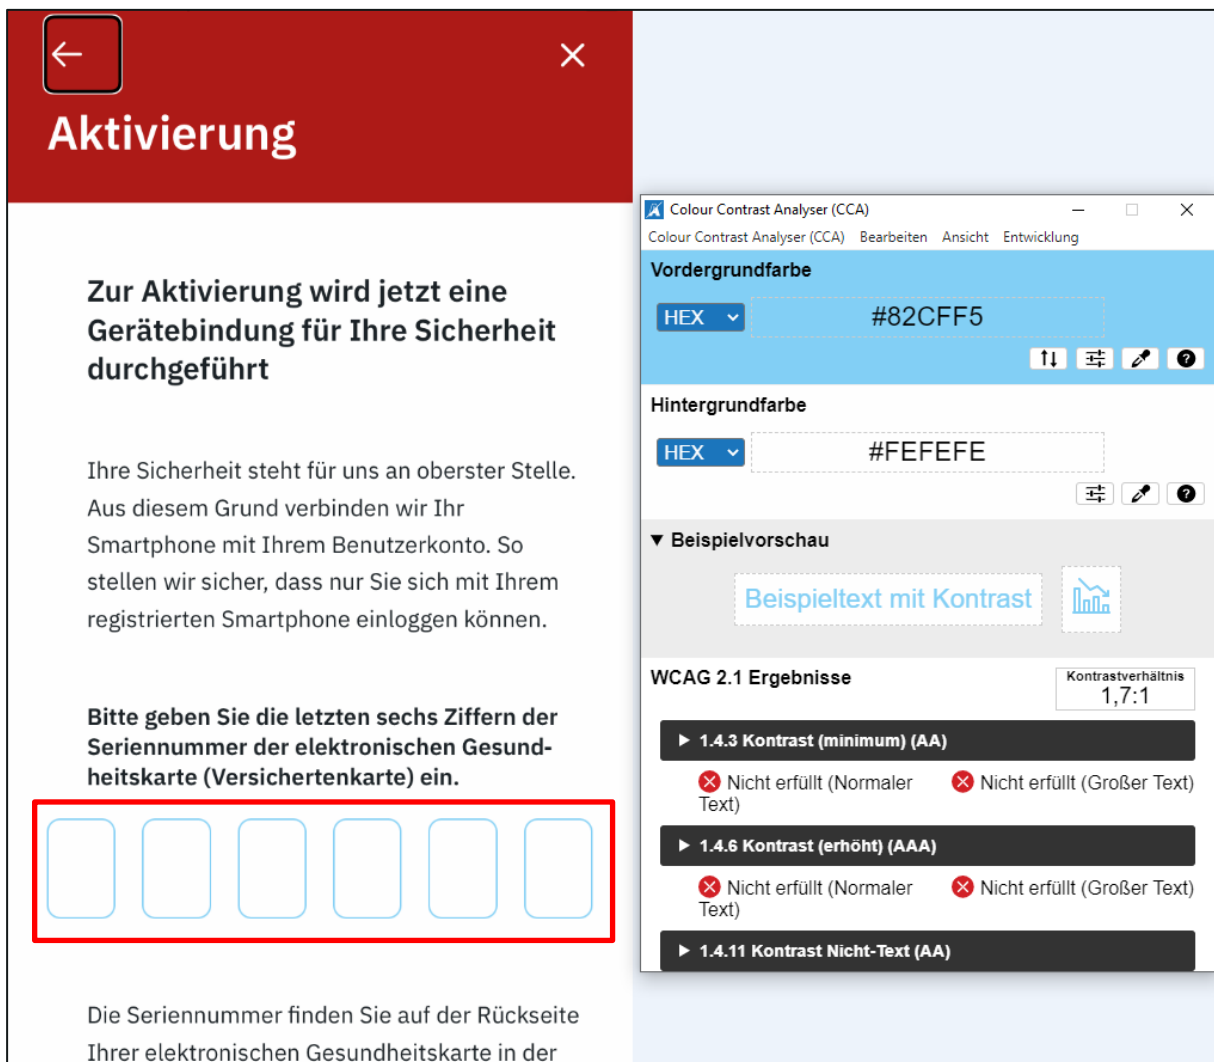 Aktivierung
Zur Aktivierung wird jetzt eine
Gerätebindung für Ihre Sicherheit
durchgeführt
Ihre Sicherheit steht für uns an oberster Stelle.
Aus diesem Grund verbinden wir Ihr
Smartphone mit Ihrem Benutzerkonto. So
stellen wir sicher, dass nur Sie sich mit Ihrem
registrierten Smartphone einloggen können.
Bitte geben Sie die letzten sechs Ziffern der
Seriennummer der elektronischen Gesund-
heitskarte (Versichertenkarte) ein.
Die Seriennummer finden Sie auf der Rückseite
Ihrer elektronischen Gesundheitskarte in der
Colour Contrast Analyser (CCA)
Colour Contrast Analyser (CCA) Bearbeiten Ansicht Entwicklung
Vordergrundfarbe
HEX #82CFF5
Hintergrundfarbe
HEX #FEFEFE
Beispielvorschau
Beispieltext mit Kontrast
WCAG 2.1 Ergebnisse
Kontrastverhältnis
1,7:1
1.4.3 Kontrast (minimum) (AA)
Nicht erfüllt (Normaler Nicht erfüllt (Großer Text)
Text)
1.4.6 Kontrast (erhöht) (AAA)
Nicht erfüllt (Normaler Nicht erfüllt (Großer Text)
Text)
1.4.11 Kontrast Nicht-Text (AA)